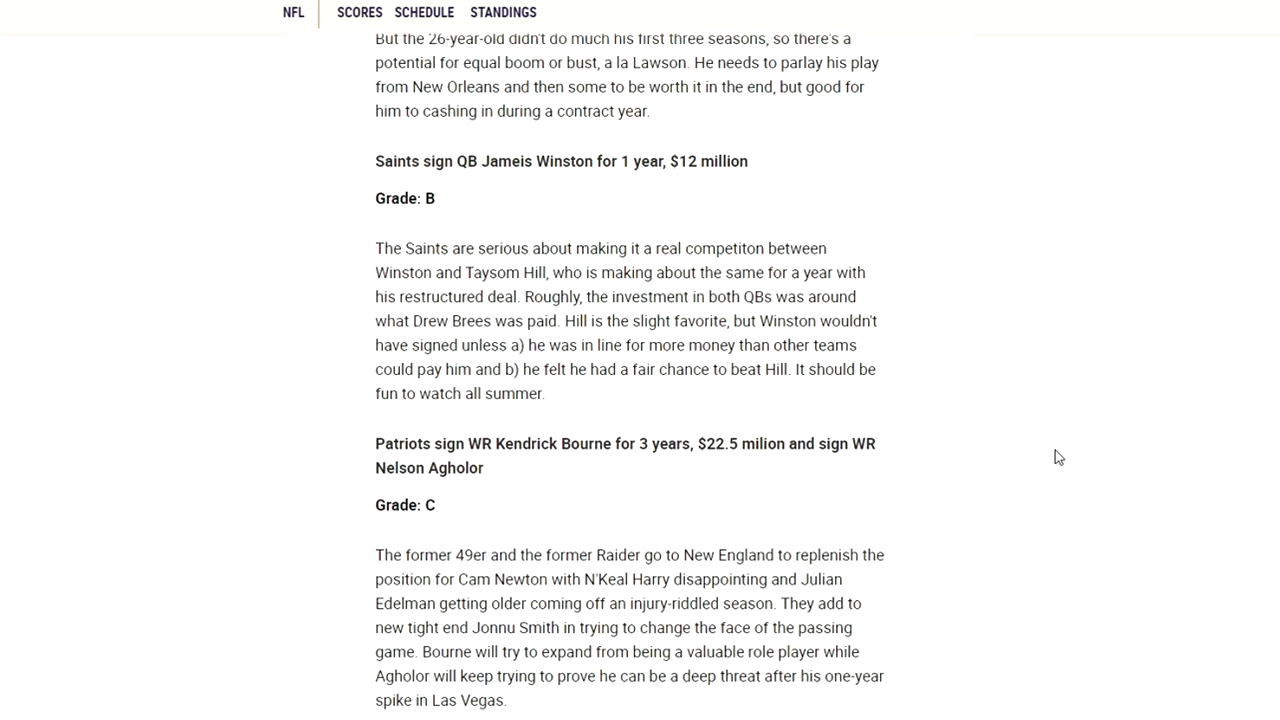 NFL SCORES SCHEDULE STANDINGS
But the 26-year-old didn't do much his first three seasons, so there's a
potential for equal boom or bust, a la Lawson. He needs to parlay his play
from New Orleans and then some to be worth it in the end, but good for
him to cashing in during a contract year.
Saints sign QB Jameis Winston for 1 year, $12 million
Grade: B
The Saints are serious about making it a real competiton between
Winston and Taysom Hill, who is making about the same for a year with
his restructured deal. Roughly, the investment in both QBs was around
what Drew Brees was paid. Hill is the slight favorite, but Winston wouldn't
have signed unless a) he was in line for more money than other teams
could pay him and b) he felt he had a fair chance to beat Hill. It should be
fun to watch all summer.
Patriots sign WR Kendrick Bourne for 3 years, $22.5 milion and sign WR
Nelson Agholor
Grade: C
The former 49er and the former Raider go to New England to replenish the
position for Cam Newton with N'Keal Harry disappointing and Julian
Edelman getting older coming off an injury-riddled season. They add to
new tight end Jonnu Smith in trying to change the face of the passing
game. Bourne will try to expand from being a valuable role player while
Agholor will keep trying to prove he can be a deep threat after his one-year
spike in Las Vegas.